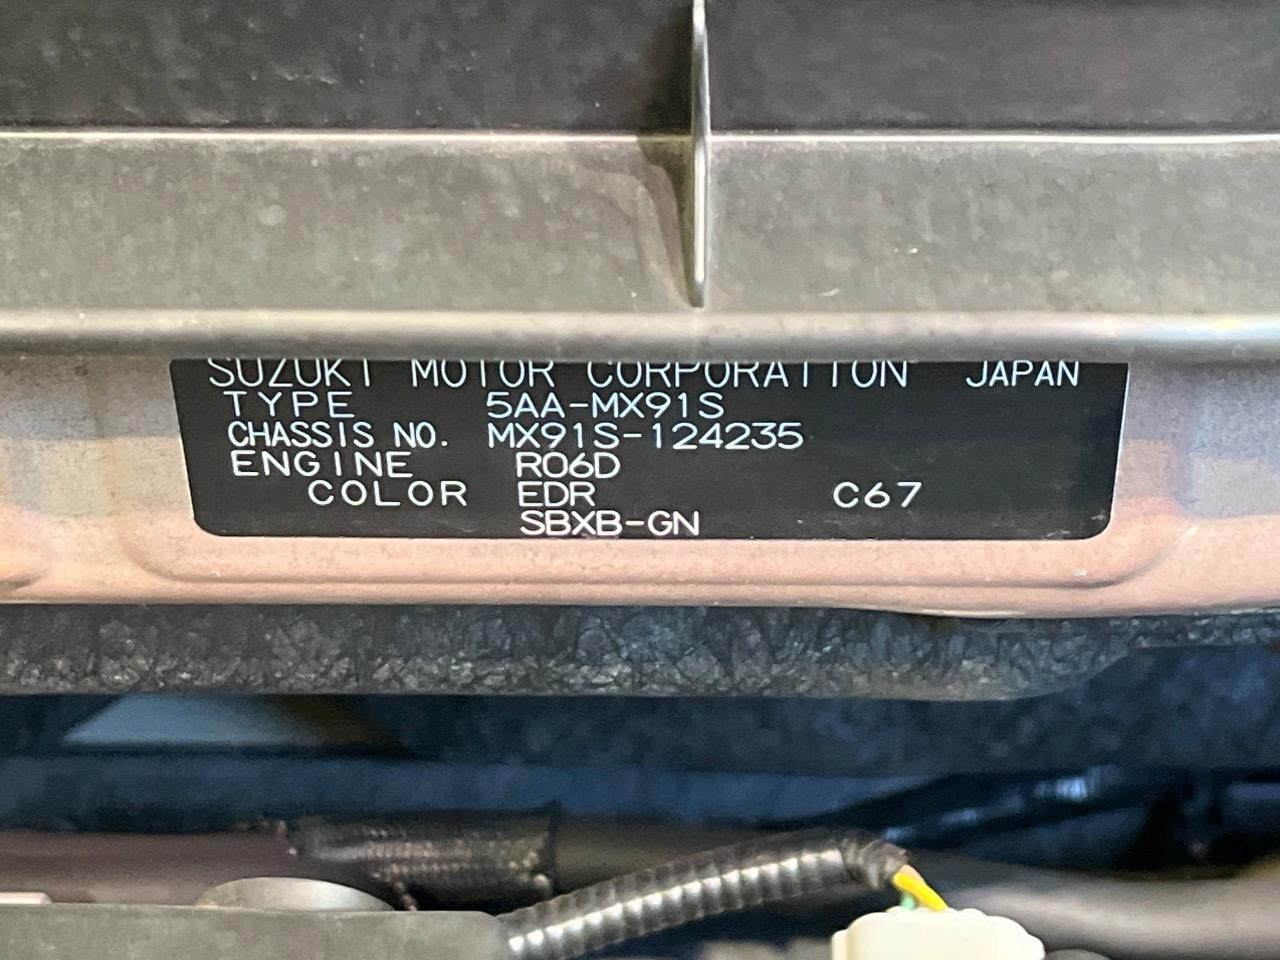 SUZUKI MOTOR CORPORATION JAPAN
TYPE 5AA-MX91S
CHASSIS NO. MX91S-124235
ENGINE R06D
COLOR EDR C67
SBXB-GN